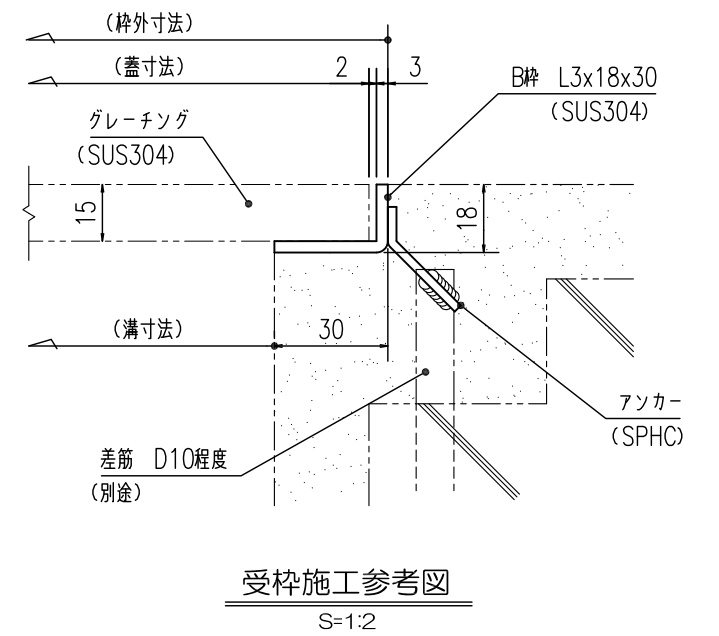 (枠外寸法)
(蓋寸法)
2
3
B枠 L3x18x30
(SUS304)
グレーチング
(SUS304)
15
18
(溝寸法)
30
アンカー
(SPHC)
差筋 D10程度
(別途)
受枠施工参考図
S=1:2